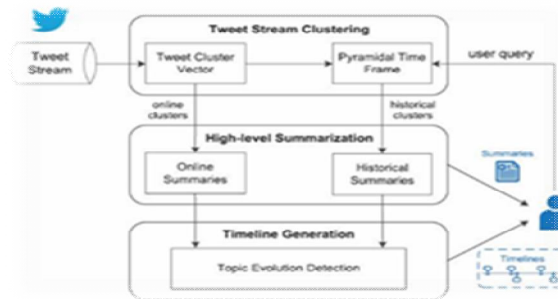 Tweet Stream Clustering
Tweet
Stream
Tweet Cluster
Vector
Pyramidal Time
Frame
user query
online
clusters
historical
clusters
High-level Summarization
Online
Summaries
Historical
Summaries
Summaries
Timeline Generation
Topic Evolution Detection
Timelines